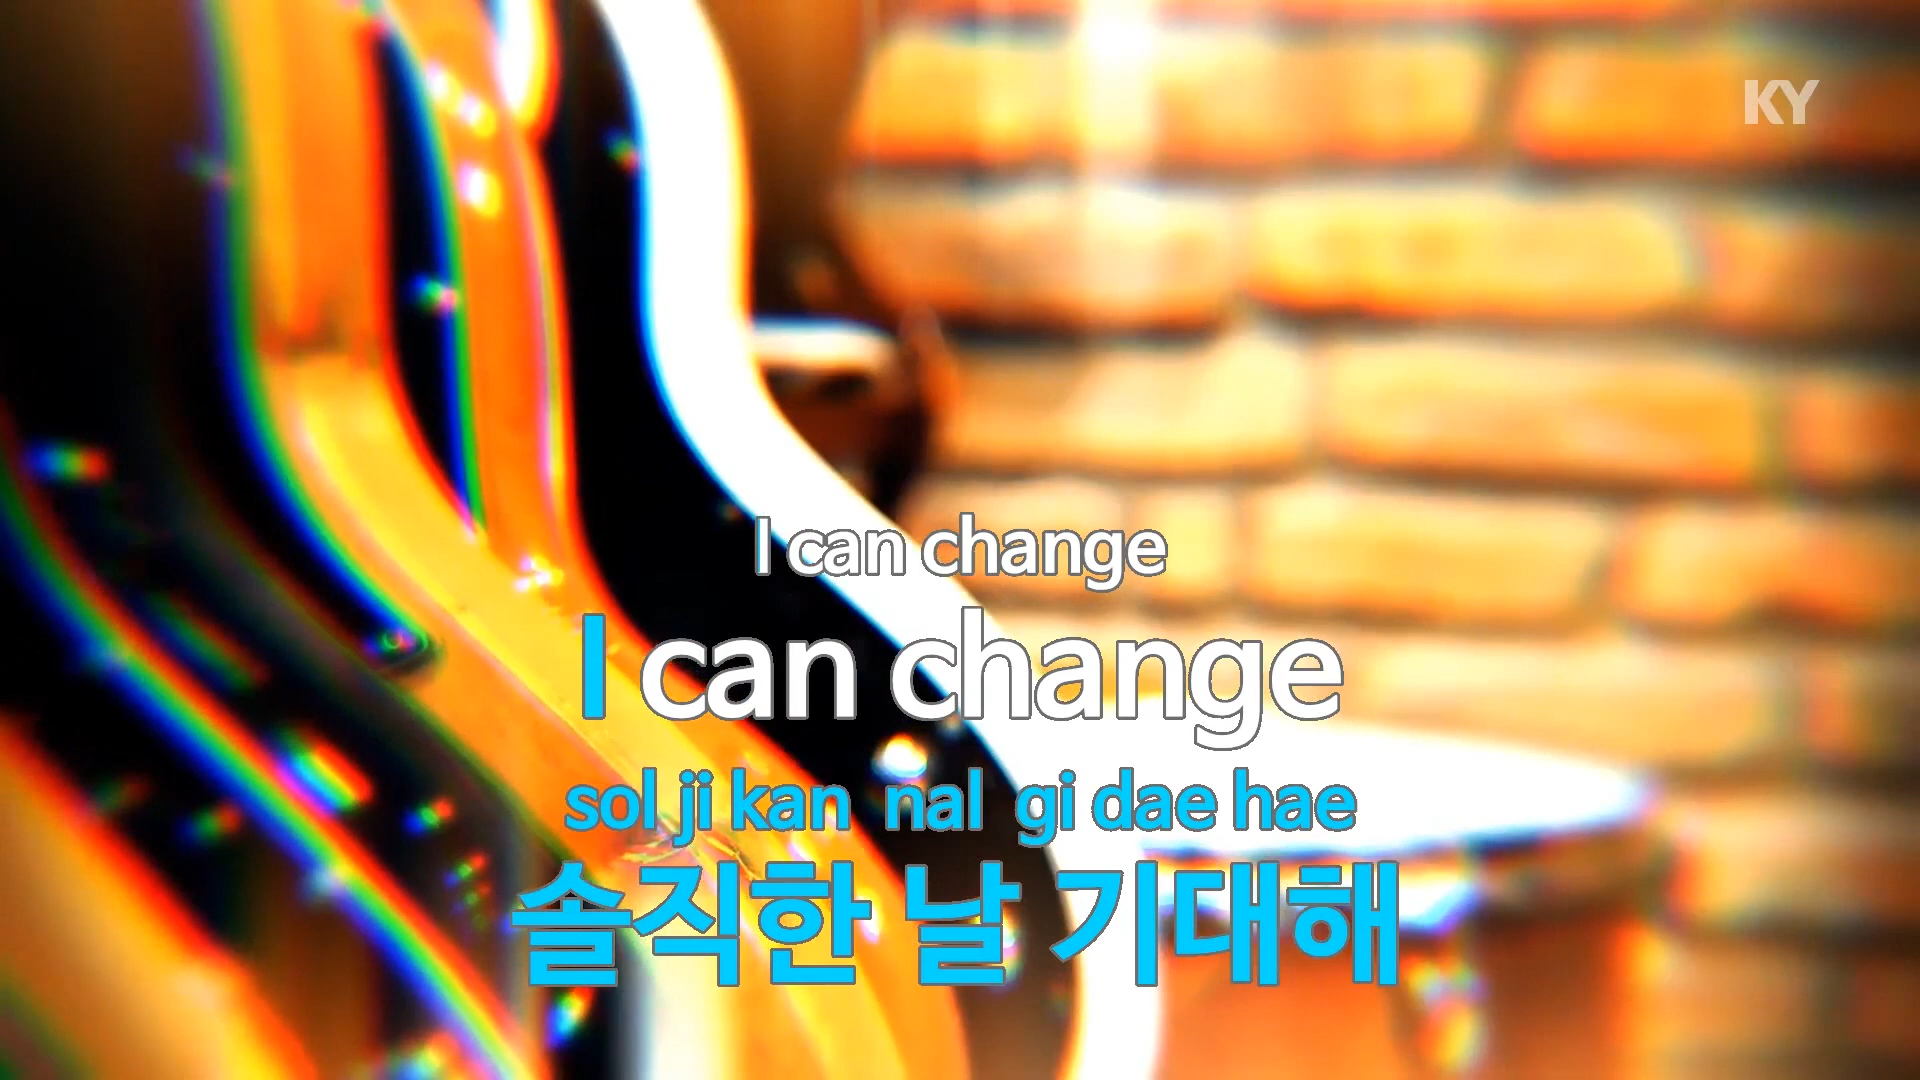 KY
I can change
I can change
sol ji kan nal gi dae hae
솔직한 날 기대해